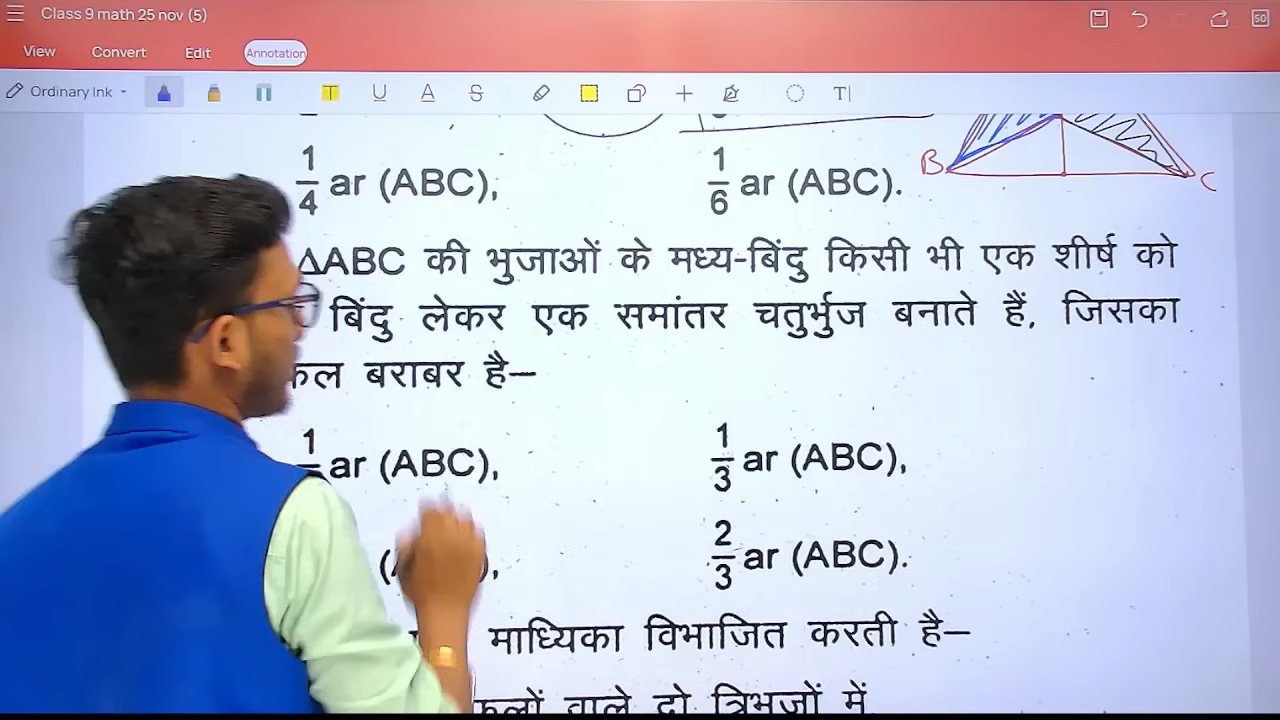 Class 9 math 25 nov (5)
View Convert Edit Annotation
Ordinary Ink T U A S T|
1/4 ar (ABC), 1/6 ar (ABC).
B C
ΔABC की भुजाओं के मध्य-बिंदु किसी भी एक शीर्ष को
बिंदु लेकर एक समांतर चतुर्भुज बनाते हैं, जिसका
बराबर है–
ar (ABC), 1/3 ar (ABC),
2/3 ar (ABC).
माध्यिका विभाजित करती है–
वाले दो त्रिभुजों में